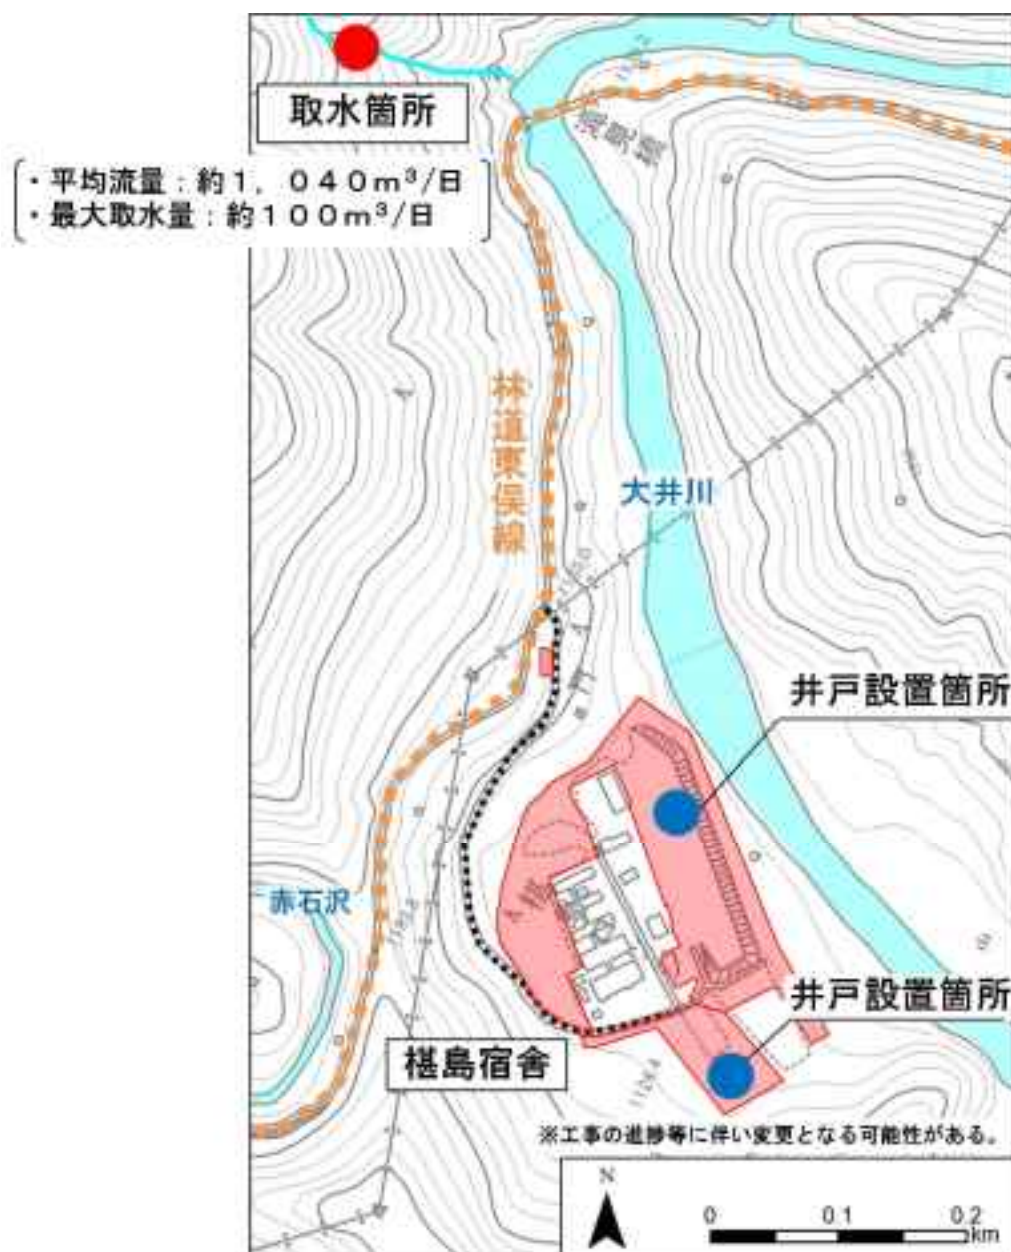 取水箇所
・平均流量：約1，040m³/日
・最大取水量：約100m³/日
林道東俣線
大井川
井戸設置箇所
赤石沢
井戸設置箇所
椹島宿舎
※工事の進捗等に伴い変更となる可能性がある。
N
0 0.1 0.2
km